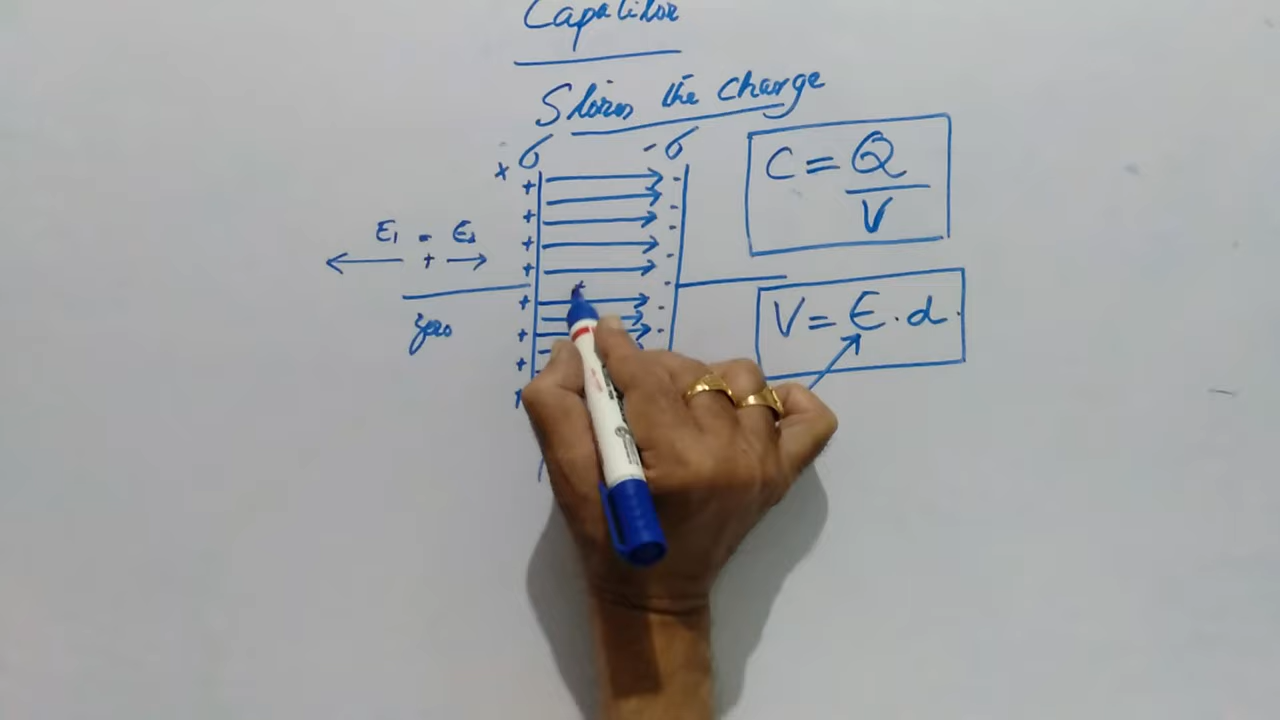 Capacitor
Stores the charge
+σ -σ
C = Q/V
E₁ - E₂
+
zero
V = E.d.